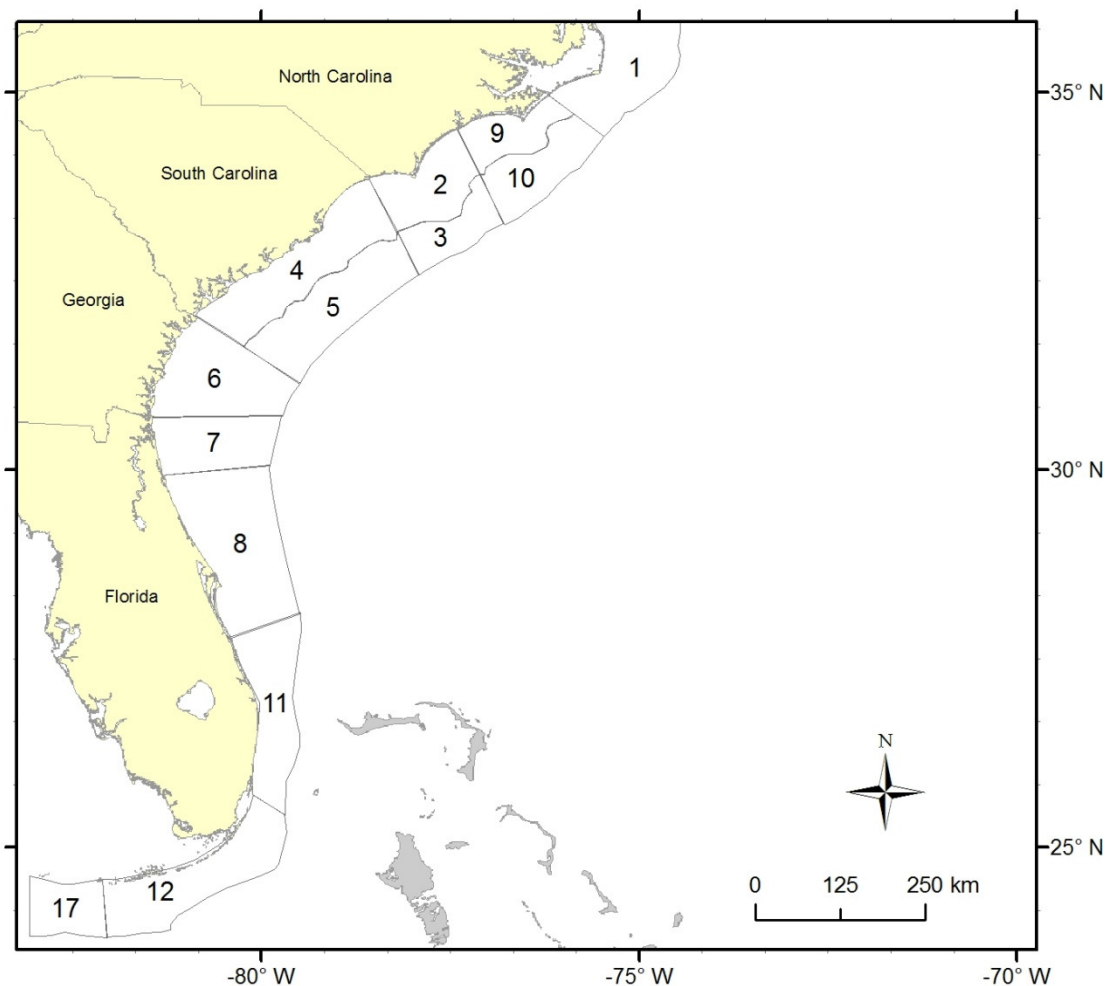 North Carolina
1
35° N
9
South Carolina
2
10
3
4
Georgia
5
6
7
30° N
8
Florida
11
N
25° N
12
0 125 250 km
17
-80° W -75° W -70° W